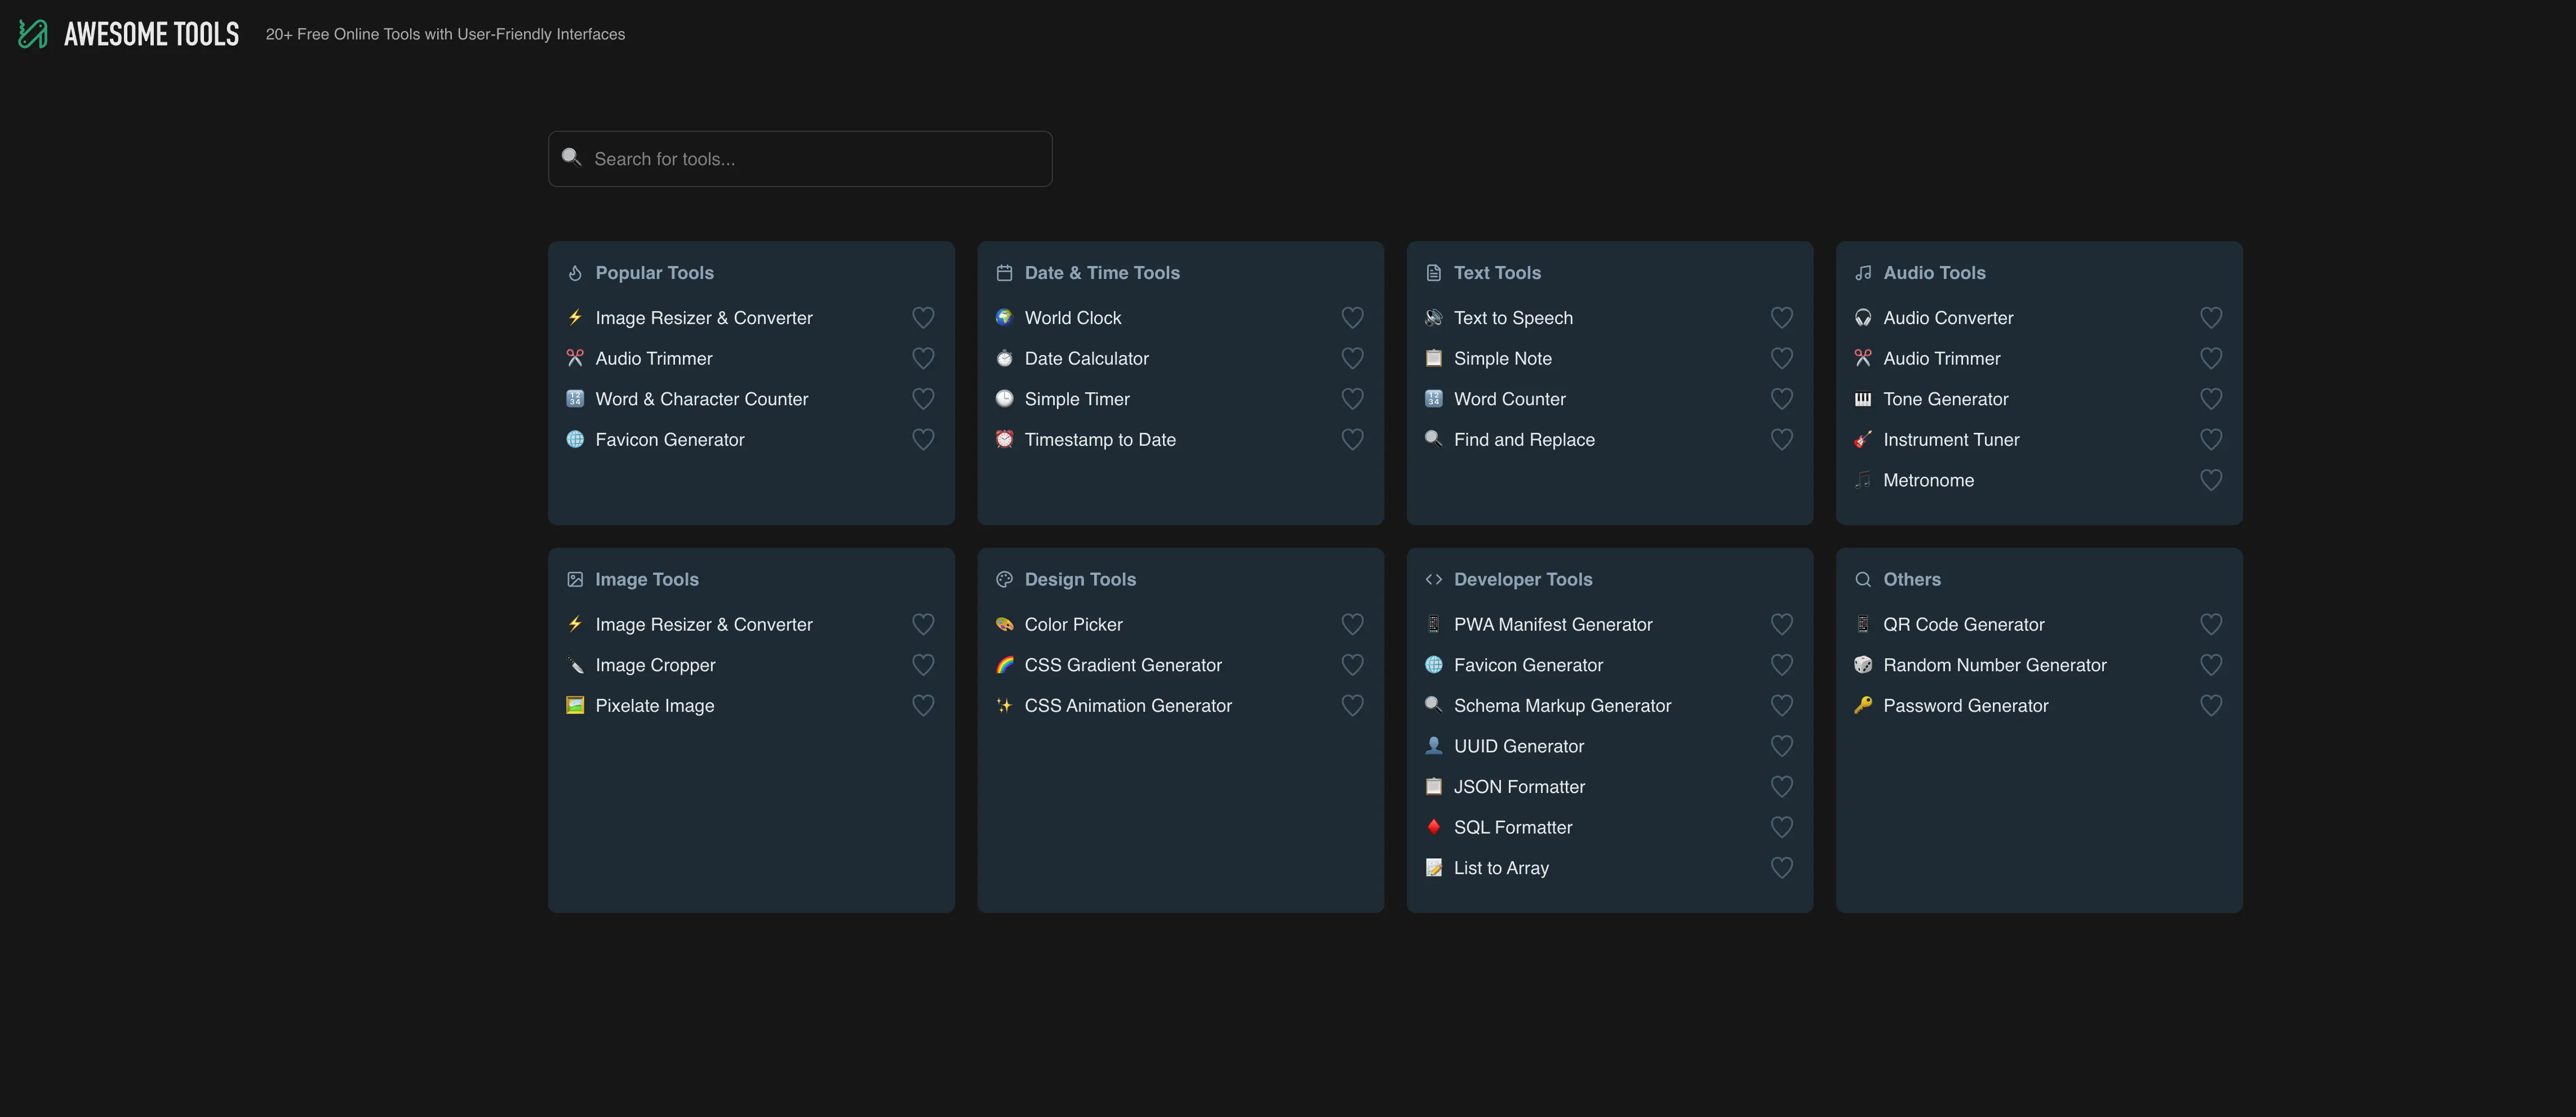 AWESOME TOOLS
20+ Free Online Tools with User-Friendly Interfaces
Search for tools...
Popular Tools
Image Resizer & Converter
Audio Trimmer
Word & Character Counter
Favicon Generator
Date & Time Tools
World Clock
Date Calculator
Simple Timer
Timestamp to Date
Text Tools
Text to Speech
Simple Note
Word Counter
Find and Replace
Audio Tools
Audio Converter
Audio Trimmer
Tone Generator
Instrument Tuner
Metronome
Image Tools
Image Resizer & Converter
Image Cropper
Pixelate Image
Design Tools
Color Picker
CSS Gradient Generator
CSS Animation Generator
Developer Tools
PWA Manifest Generator
Favicon Generator
Schema Markup Generator
UUID Generator
JSON Formatter
SQL Formatter
List to Array
Others
QR Code Generator
Random Number Generator
Password Generator